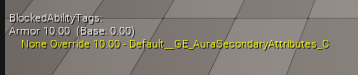 BlockedAbilityTags:
Armor 10.00 (Base: 0.00)
None Override 10.00 - Default__GE_AuraSecondaryAttributes_C